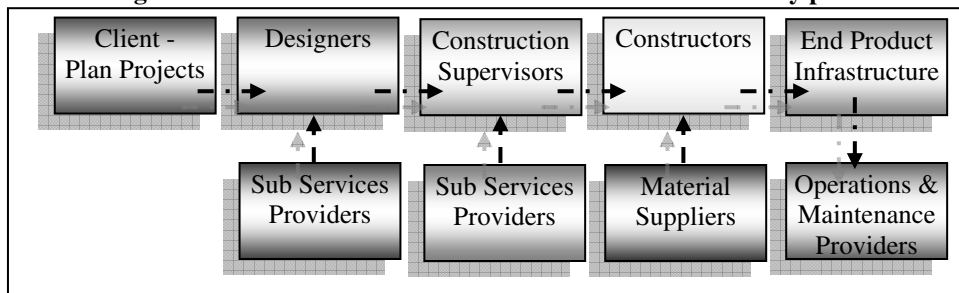 Client -
Plan Projects
Designers
Construction
Supervisors
Constructors
End Product
Infrastructure
Sub Services
Providers
Sub Services
Providers
Material
Suppliers
Operations &
Maintenance
Providers